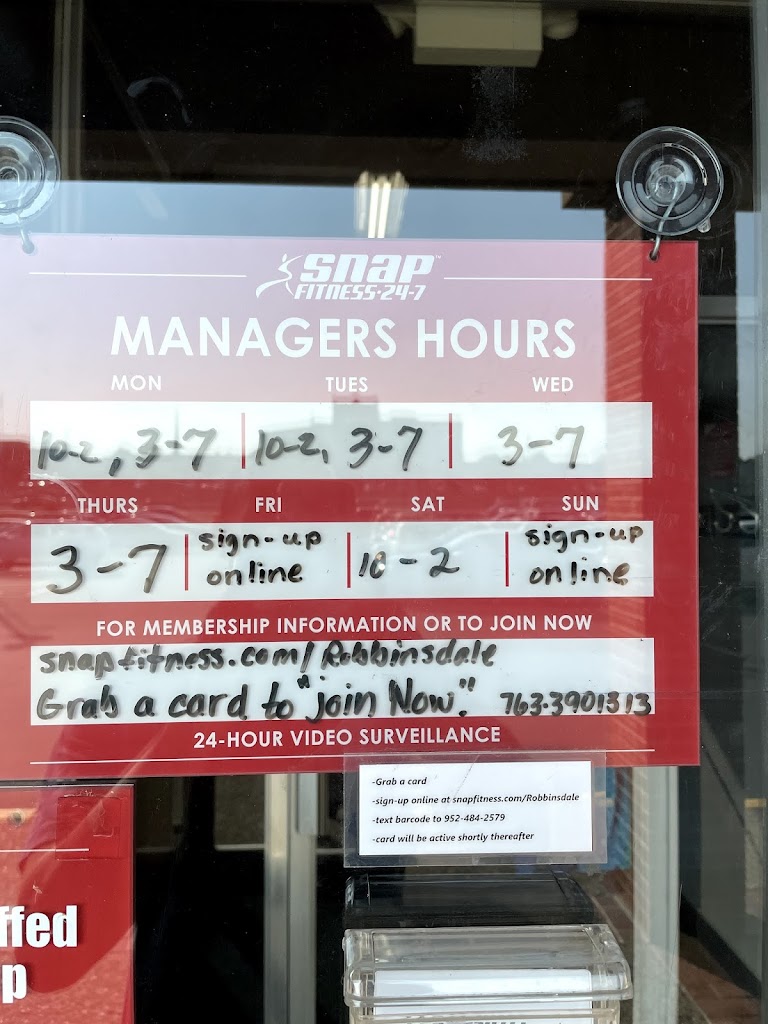 snap
FITNESS·24-7
MANAGERS HOURS
MON TUES WED
10-2, 3-7 10-2, 3-7 3-7
THURS FRI SAT SUN
3-7 sign-up online 10-2 sign-up online
FOR MEMBERSHIP INFORMATION OR TO JOIN NOW
snapfitness.com/Robbinsdale
Grab a card to "join Now." 763-3901313
24-HOUR VIDEO SURVEILLANCE
-Grab a card
-sign-up online at snapfitness.com/Robbinsdale
-text barcode to 952-484-2579
-card will be active shortly thereafter
ffed
p